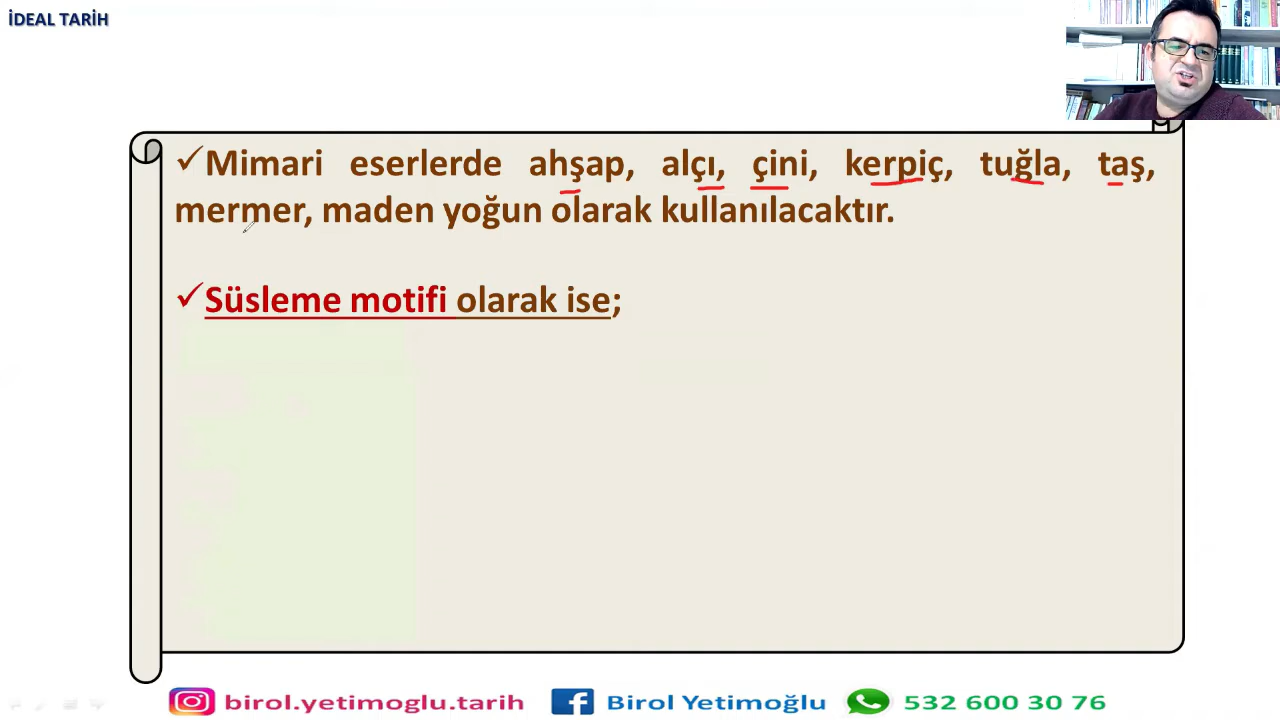 İDEAL TARİH
✓Mimari eserlerde ahşap, alçı, çini, kerpiç, tuğla, taş,
mermer, maden yoğun olarak kullanılacaktır.
✓Süsleme motifi olarak ise;
birol.yetimoglu.tarih Birol Yetimoğlu 532 600 30 76